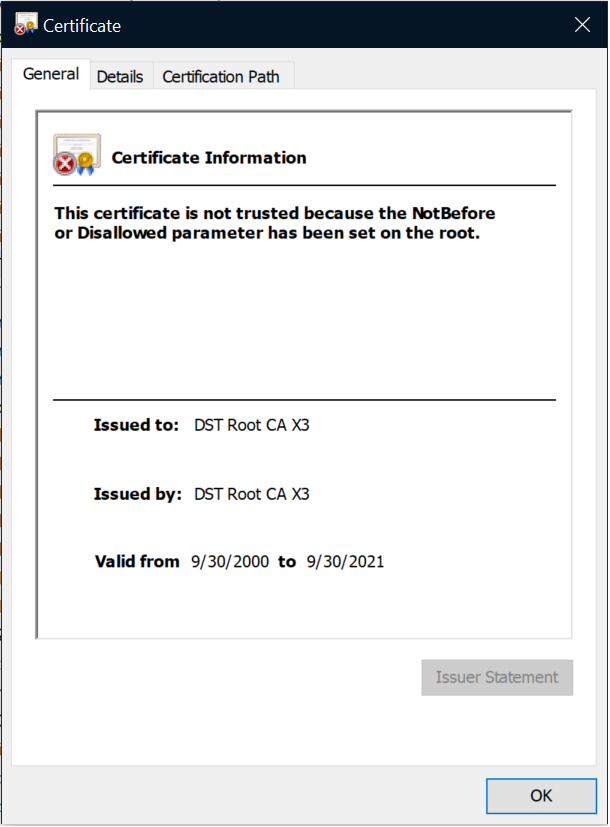 Certificate
General
Details
Certification Path
Certificate Information
This certificate is not trusted because the NotBefore
or Disallowed parameter has been set on the root.
Issued to: DST Root CA X3
Issued by: DST Root CA X3
Valid from 9/30/2000 to 9/30/2021
Issuer Statement
OK